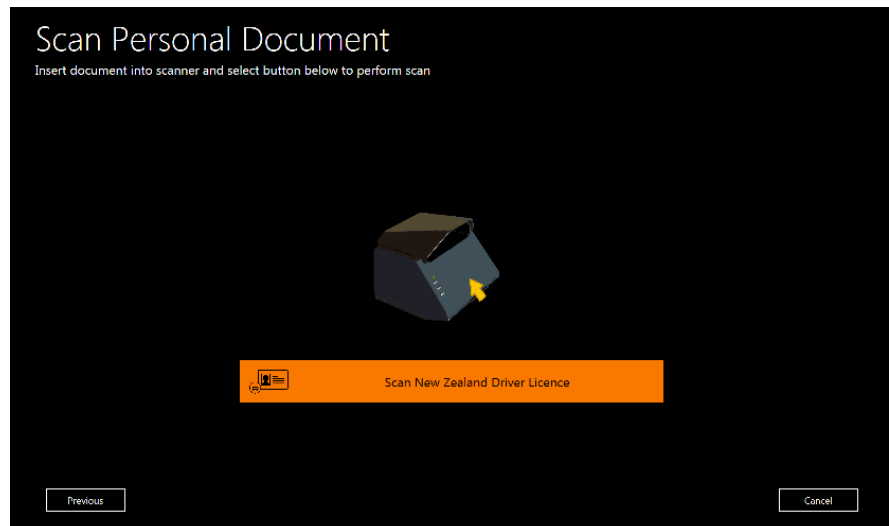 Scan Personal Document
Insert document into scanner and select button below to perform scan
Scan New Zealand Driver Licence
Previous
Cancel